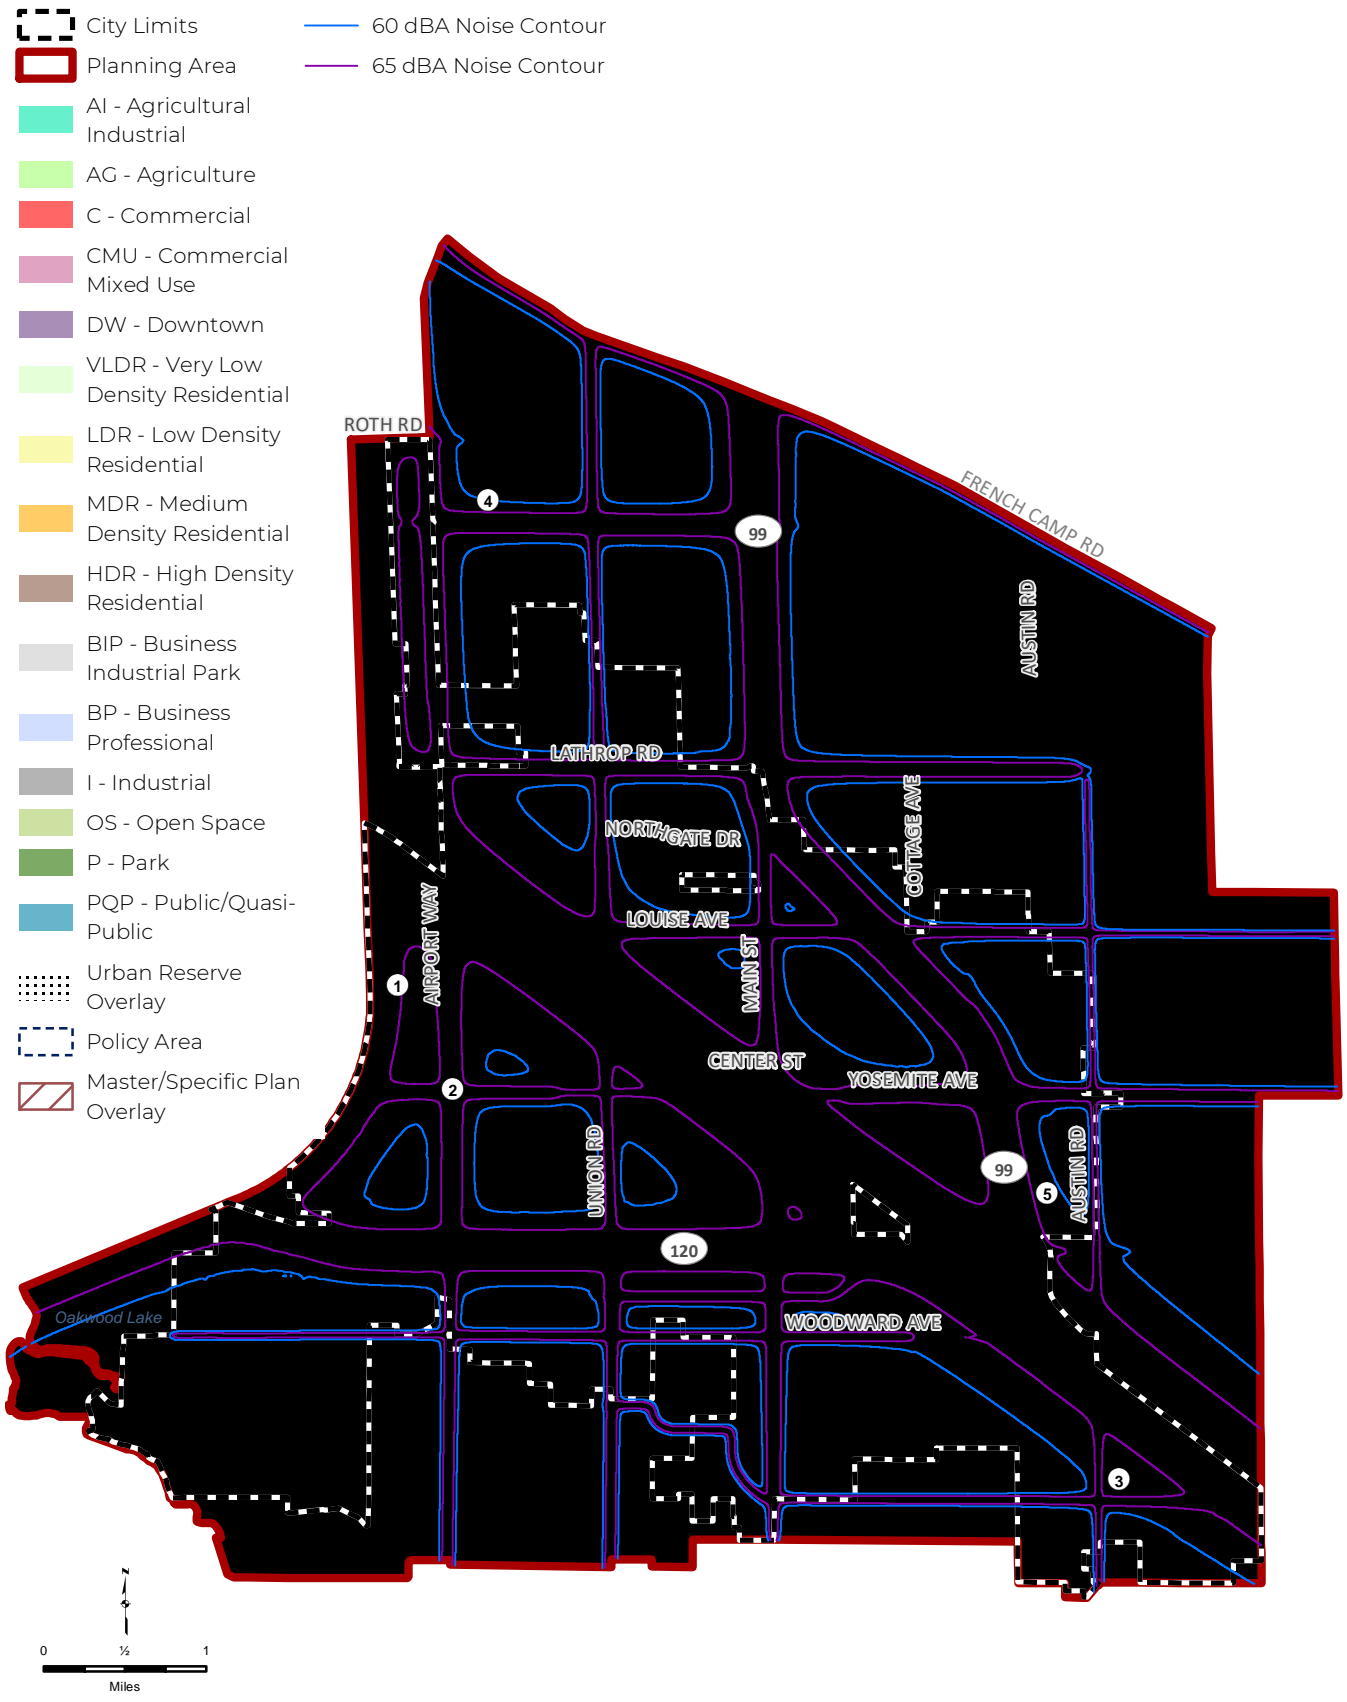 City Limits
60 dBA Noise Contour
Planning Area
65 dBA Noise Contour
AI - Agricultural
Industrial
AG - Agriculture
C - Commercial
CMU - Commercial
Mixed Use
DW - Downtown
VLDR - Very Low
Density Residential
LDR - Low Density
Residential
MDR - Medium
Density Residential
HDR - High Density
Residential
BIP - Business
Industrial Park
BP - Business
Professional
I - Industrial
OS - Open Space
P - Park
PQP - Public/Quasi-
Public
Urban Reserve
Overlay
Policy Area
Master/Specific Plan
Overlay
ROTH RD
FRENCH CAMP RD
4
99
AUSTIN RD
LATHROP RD
COTTAGE AVE
NORTHGATE DR
LOUISE AVE
AIRPORT WAY
MAIN ST
1
CENTER ST
YOSEMITE AVE
2
UNION RD
99
AUSTIN RD
5
120
Oakwood Lake
WOODWARD AVE
3
N
0 ½ 1
Miles